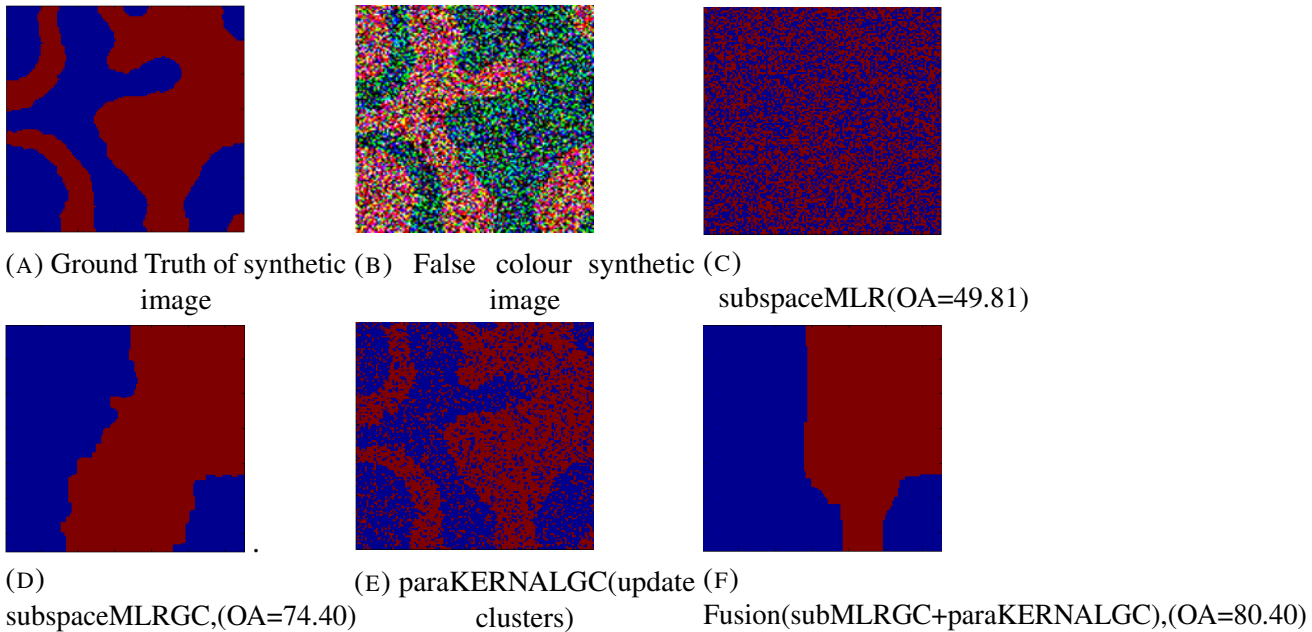 (A) Ground Truth of synthetic image
(B) False colour synthetic image
(C) subspaceMLR(OA=49.81)
.
(D) subspaceMLRGC,(OA=74.40)
(E) paraKERNALGC(update clusters)
(F) Fusion(subMLRGC+paraKERNALGC),(OA=80.40)